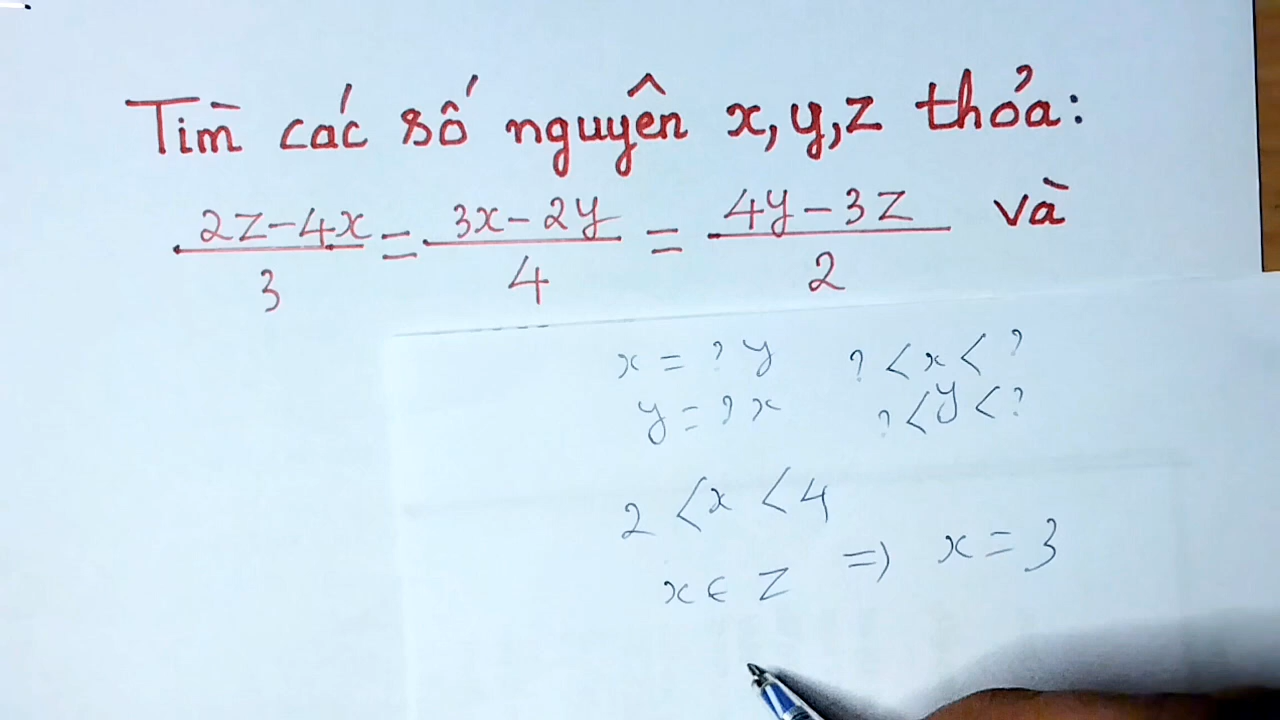 Tìm các số nguyên x, y, z thỏa:
2z-4x/3 = 3x-2y/4 = 4y-3z/2 và
x = ? y ? < x < ?
y = ? x ? < y < ?
2 < x < 4
x ∈ Z => x = 3